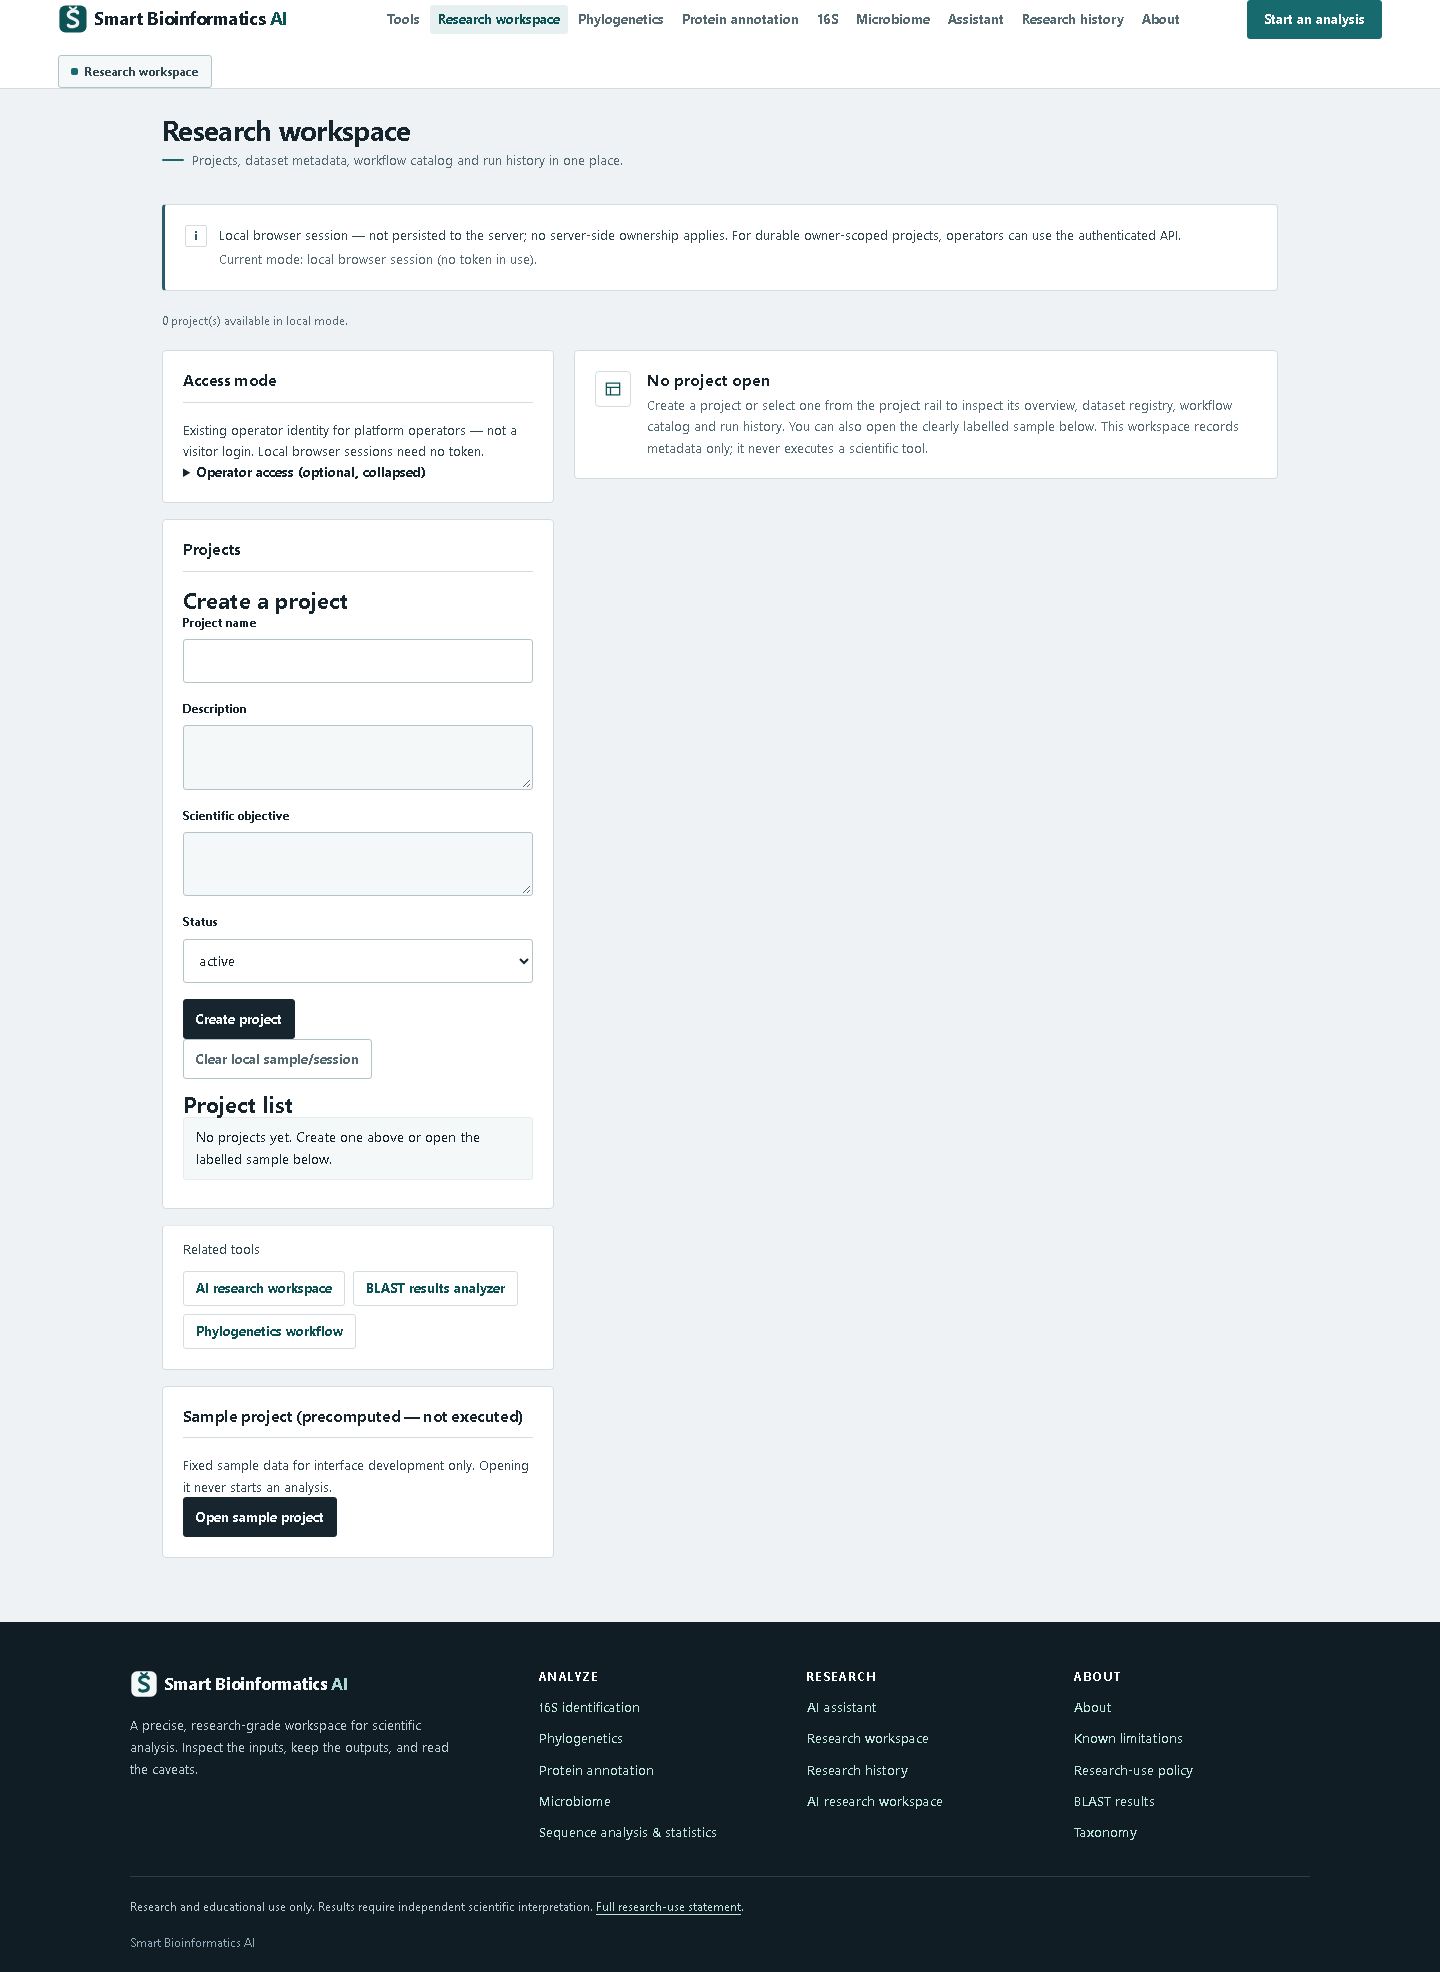 Š Smart Bioinformatics AI
Tools Research workspace Phylogenetics Protein annotation 16S Microbiome Assistant Research history About
Start an analysis
Research workspace
Research workspace
Projects, dataset metadata, workflow catalog and run history in one place.
i
Local browser session — not persisted to the server; no server-side ownership applies. For durable owner-scoped projects, operators can use the authenticated API.
Current mode: local browser session (no token in use).
0 project(s) available in local mode.
Access mode
Existing operator identity for platform operators — not a
visitor login. Local browser sessions need no token.
Operator access (optional, collapsed)
No project open
Create a project or select one from the project rail to inspect its overview, dataset registry, workflow
catalog and run history. You can also open the clearly labelled sample below. This workspace records
metadata only; it never executes a scientific tool.
Projects
Create a project
Project name
Description
Scientific objective
Status
active
Create project
Clear local sample/session
Project list
No projects yet. Create one above or open the
labelled sample below.
Related tools
AI research workspace
BLAST results analyzer
Phylogenetics workflow
Sample project (precomputed — not executed)
Fixed sample data for interface development only. Opening
it never starts an analysis.
Open sample project
Š Smart Bioinformatics AI
A precise, research-grade workspace for scientific
analysis. Inspect the inputs, keep the outputs, and read
the caveats.
ANALYZE
16S identification
Phylogenetics
Protein annotation
Microbiome
Sequence analysis & statistics
RESEARCH
AI assistant
Research workspace
Research history
AI research workspace
ABOUT
About
Known limitations
Research-use policy
BLAST results
Taxonomy
Research and educational use only. Results require independent scientific interpretation. Full research-use statement.
Smart Bioinformatics AI